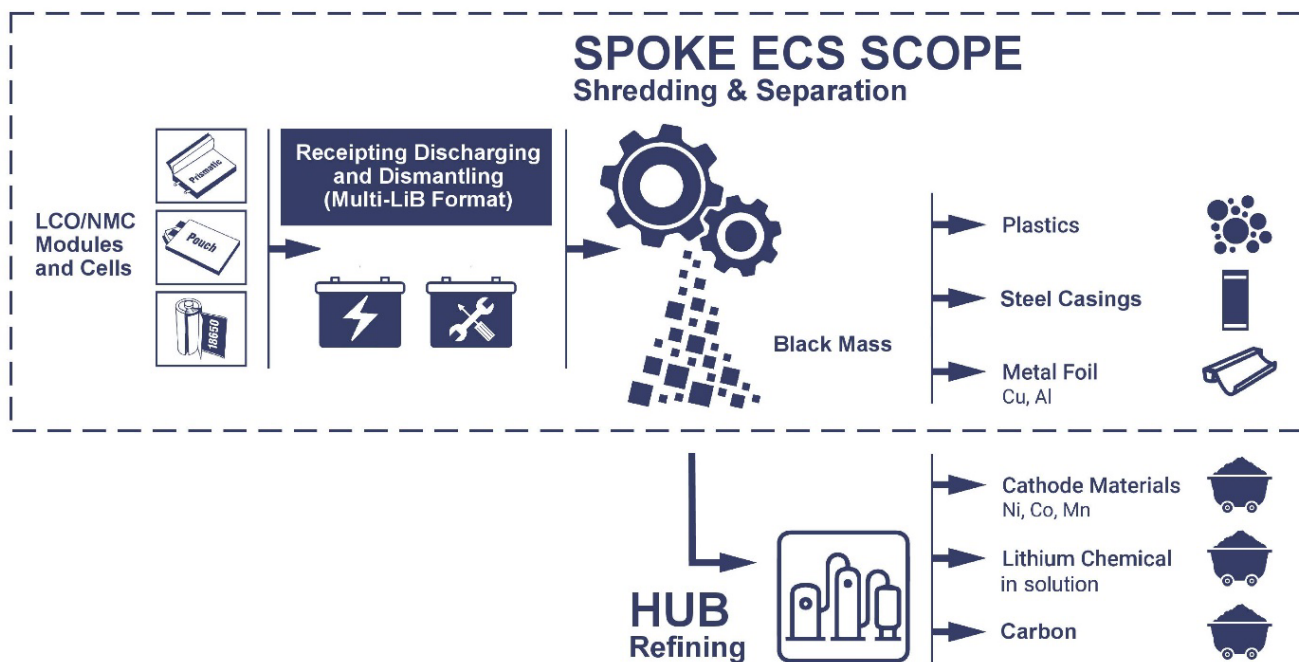 SPOKE ECS SCOPE
Shredding & Separation
LCO/NMC
Modules
and Cells
Prismatic
Pouch
18650
Receipting Discharging
and Dismantling
(Multi-LiB Format)
Black Mass
Plastics
Steel Casings
Metal Foil
Cu, Al
HUB
Refining
Cathode Materials
Ni, Co, Mn
Lithium Chemical
in solution
Carbon